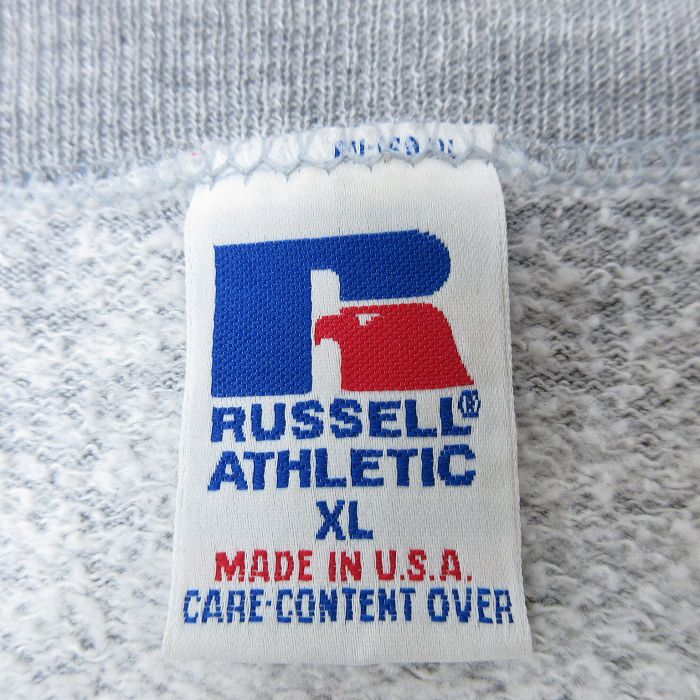 RUSSELL®
ATHLETIC
XL
MADE IN U.S.A.
CARE-CONTENT OVER